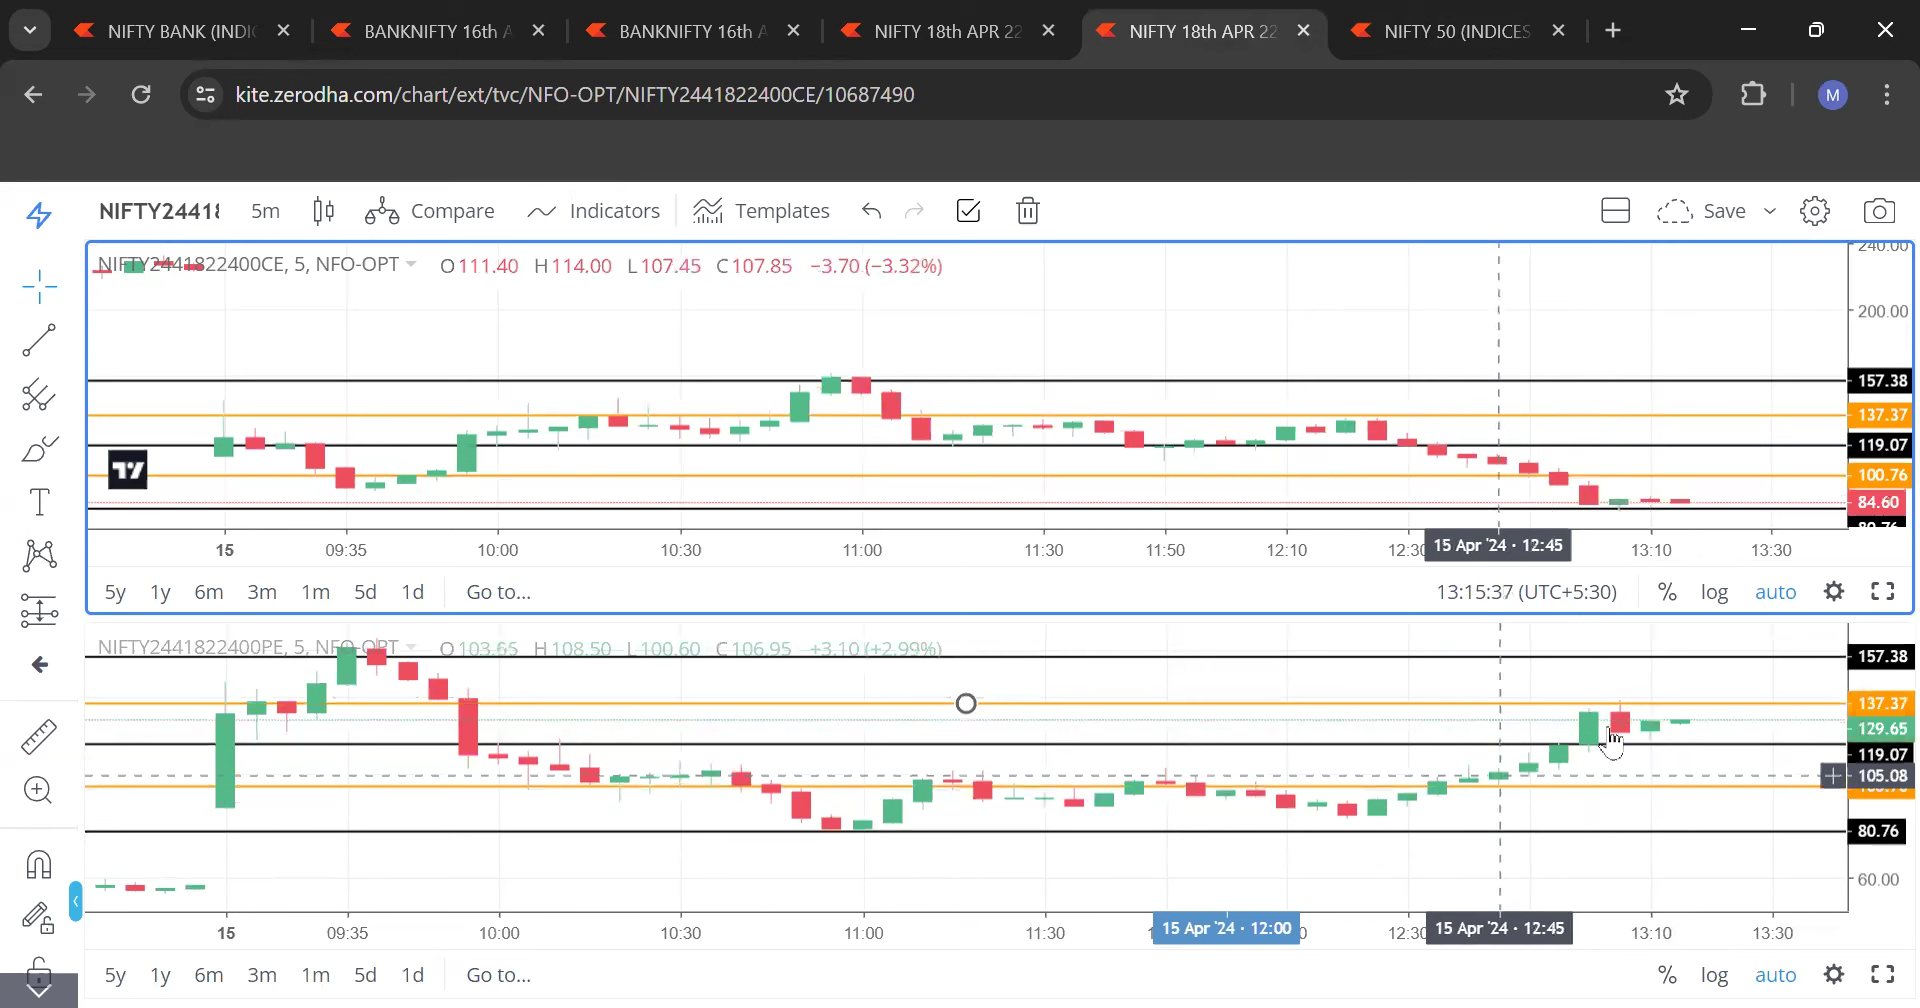 NIFTY BANK (INDIC
BANKNIFTY 16th A
BANKNIFTY 16th A
NIFTY 18th APR 22
NIFTY 18th APR 22
NIFTY 50 (INDICES
kite.zerodha.com/chart/ext/tvc/NFO-OPT/NIFTY2441822400CE/10687490
M
NIFTY24418
5m
Compare
Indicators
Templates
Save
NIFTY2441822400CE, 5, NFO-OPT
O111.40 H114.00 L107.45 C107.85 −3.70 (−3.32%)
240.00
200.00
157.38
137.37
119.07
100.76
84.60
80.76
15 09:35 10:00 10:30 11:00 11:30 11:50 12:10 12:30 15 Apr '24 · 12:45 13:10 13:30
5y 1y 6m 3m 1m 5d 1d Go to... 13:15:37 (UTC+5:30) % log auto
NIFTY2441822400PE, 5, NFO-OPT
O103.65 H108.50 L100.60 C106.95 +3.10 (+2.99%)
157.38
137.37
129.65
119.07
105.08
80.76
60.00
15 09:35 10:00 10:30 11:00 11:30 15 Apr '24 · 12:00 12:30 15 Apr '24 · 12:45 13:10 13:30
5y 1y 6m 3m 1m 5d 1d Go to... % log auto